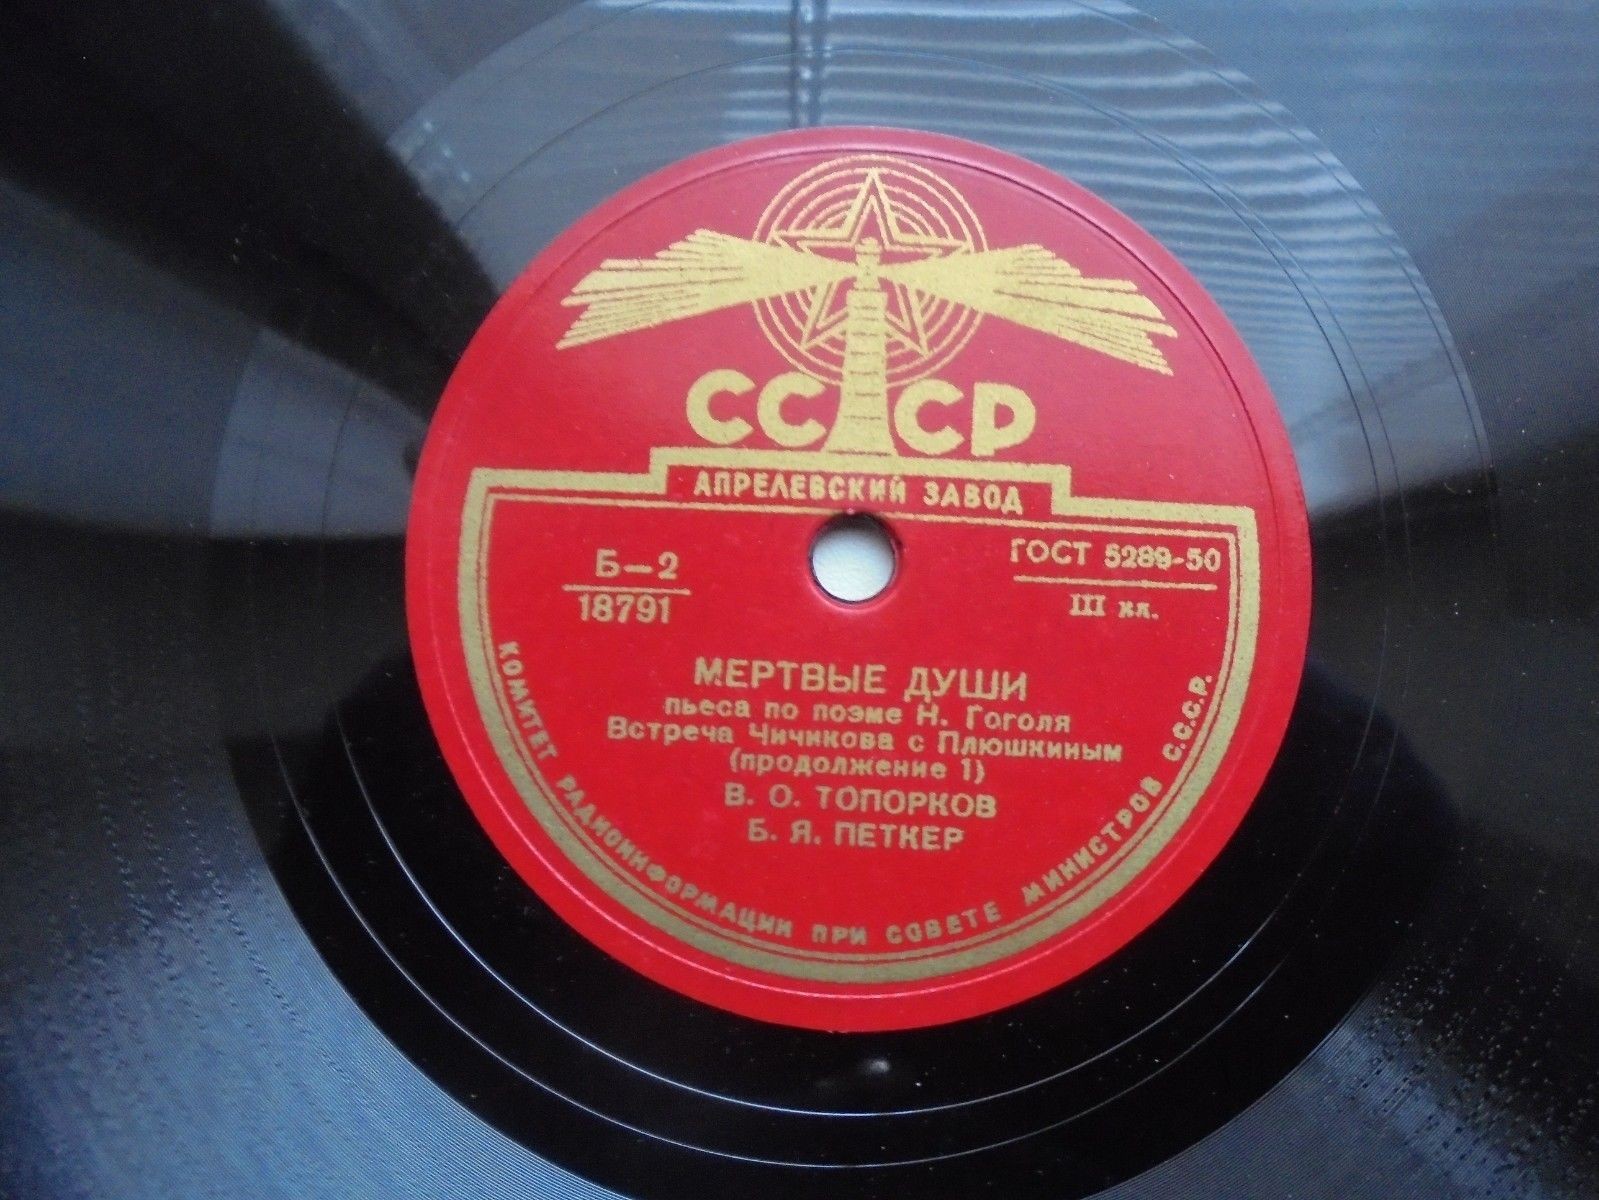 СССР
АПРЕЛЕВСКИЙ ЗАВОД
Б-2
18791
ГОСТ 5289-50
III кл.
МЕРТВЫЕ ДУШИ
пьеса по поэме Н. Гоголя
Встреча Чичикова с Плюшкиным
(продолжение 1)
В. О. ТОПОРКОВ
Б. Я. ПЕТКЕР
КОМИТЕТ РАДИОИНФОРМАЦИИ ПРИ СОВЕТЕ МИНИСТРОВ С.С.С.Р.